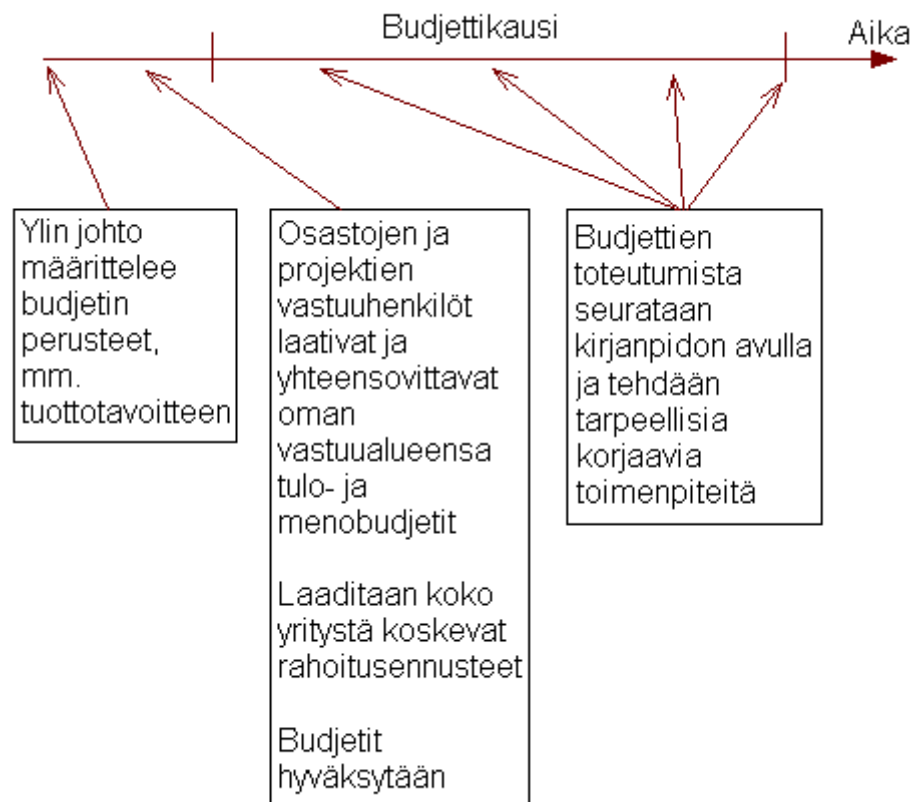 Budjettikausi
Aika
Ylin johto
määrittelee
budjetin
perusteet,
mm.
tuottotavoitteen
Osastojen ja
projektien
vastuuhenkilöt
laativat ja
yhteensovittavat
oman
vastuualueensa
tulo- ja
menobudjetit
Laaditaan koko
yritystä koskevat
rahoitusennusteet
Budjetit
hyväksytään
Budjettien
toteutumista
seurataan
kirjanpidon avulla
ja tehdään
tarpeellisia
korjaavia
toimenpiteitä